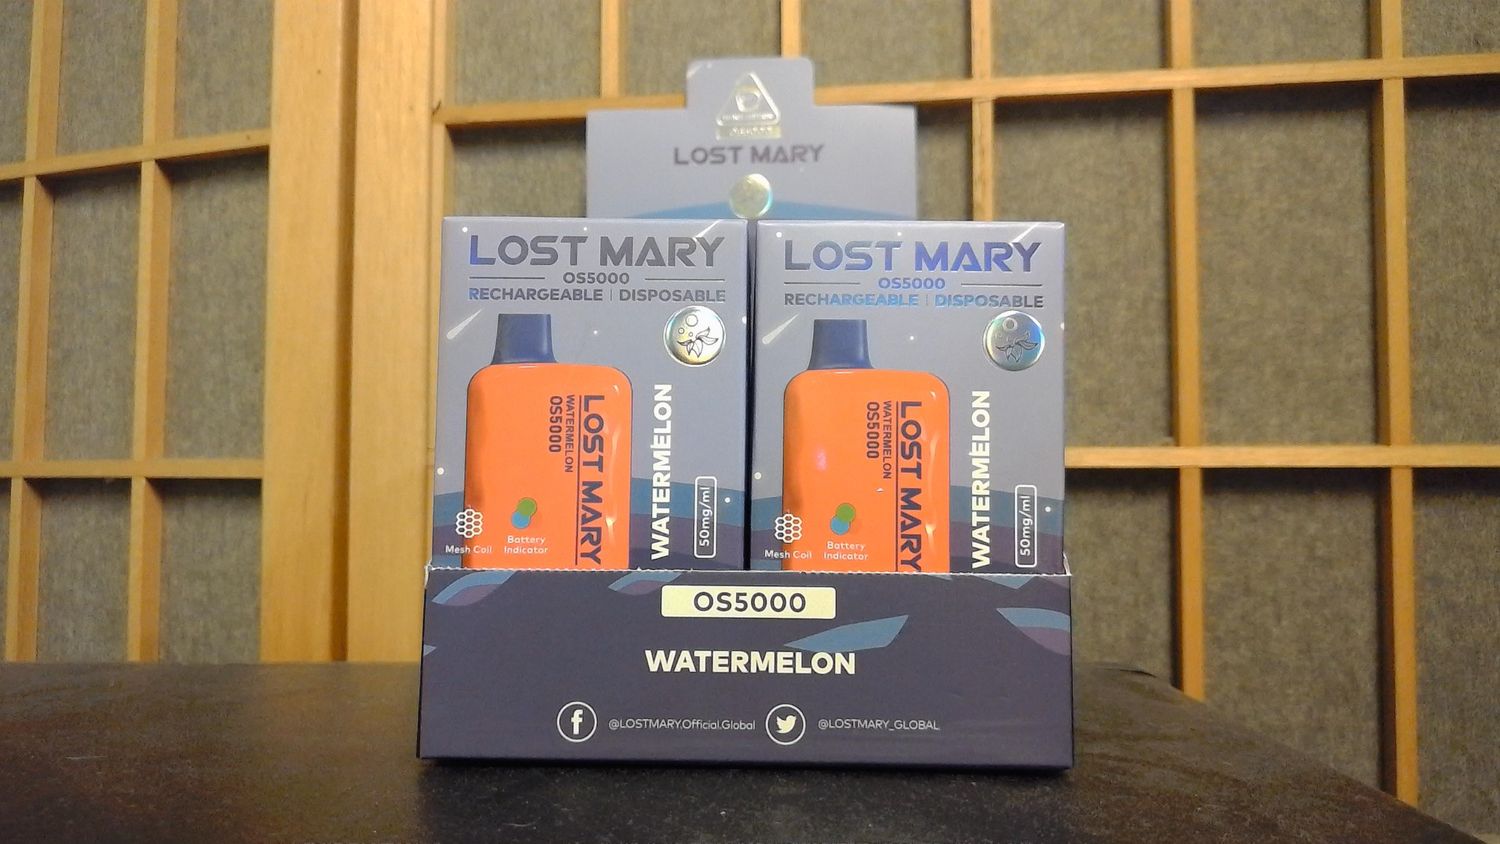 LOST MARY
LOST MARY
OS5000
RECHARGEABLE | DISPOSABLE
LOST MARY
WATERMELON
OS5000
WATERMELON
50mg/ml
Mesh Coil
Battery
Indicator
LOST MARY
OS5000
RECHARGEABLE | DISPOSABLE
LOST MARY
WATERMELON
OS5000
WATERMELON
50mg/ml
Mesh Coil
Battery
Indicator
OS5000
WATERMELON
@LOSTMARY.Official.Global
@LOSTMARY_GLOBAL